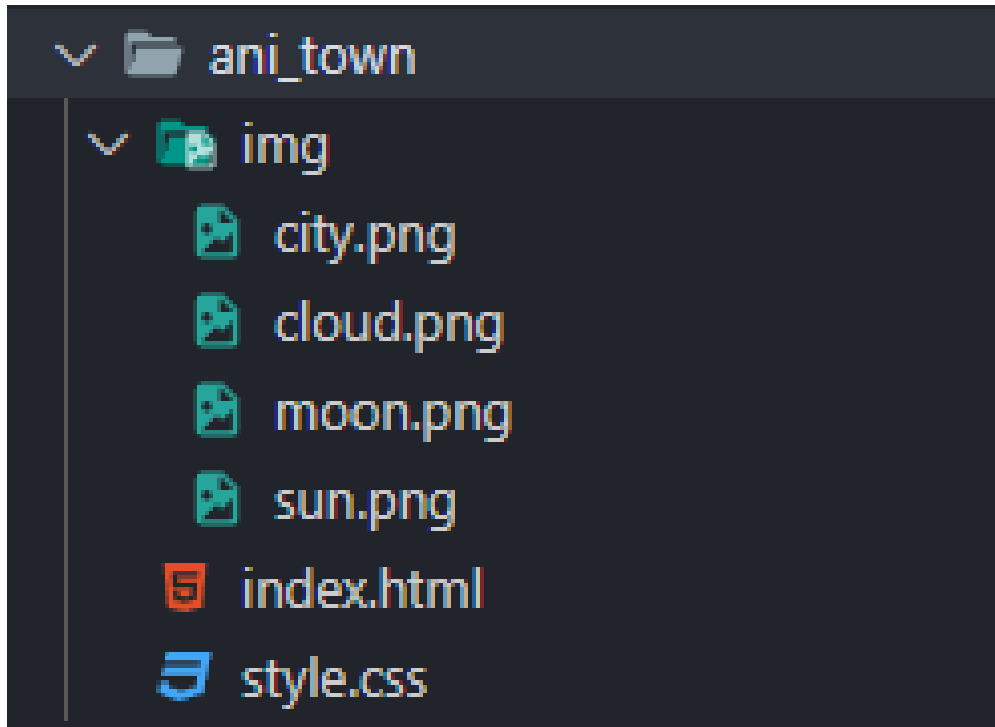 ani_town
img
city.png
cloud.png
moon.png
sun.png
index.html
style.css